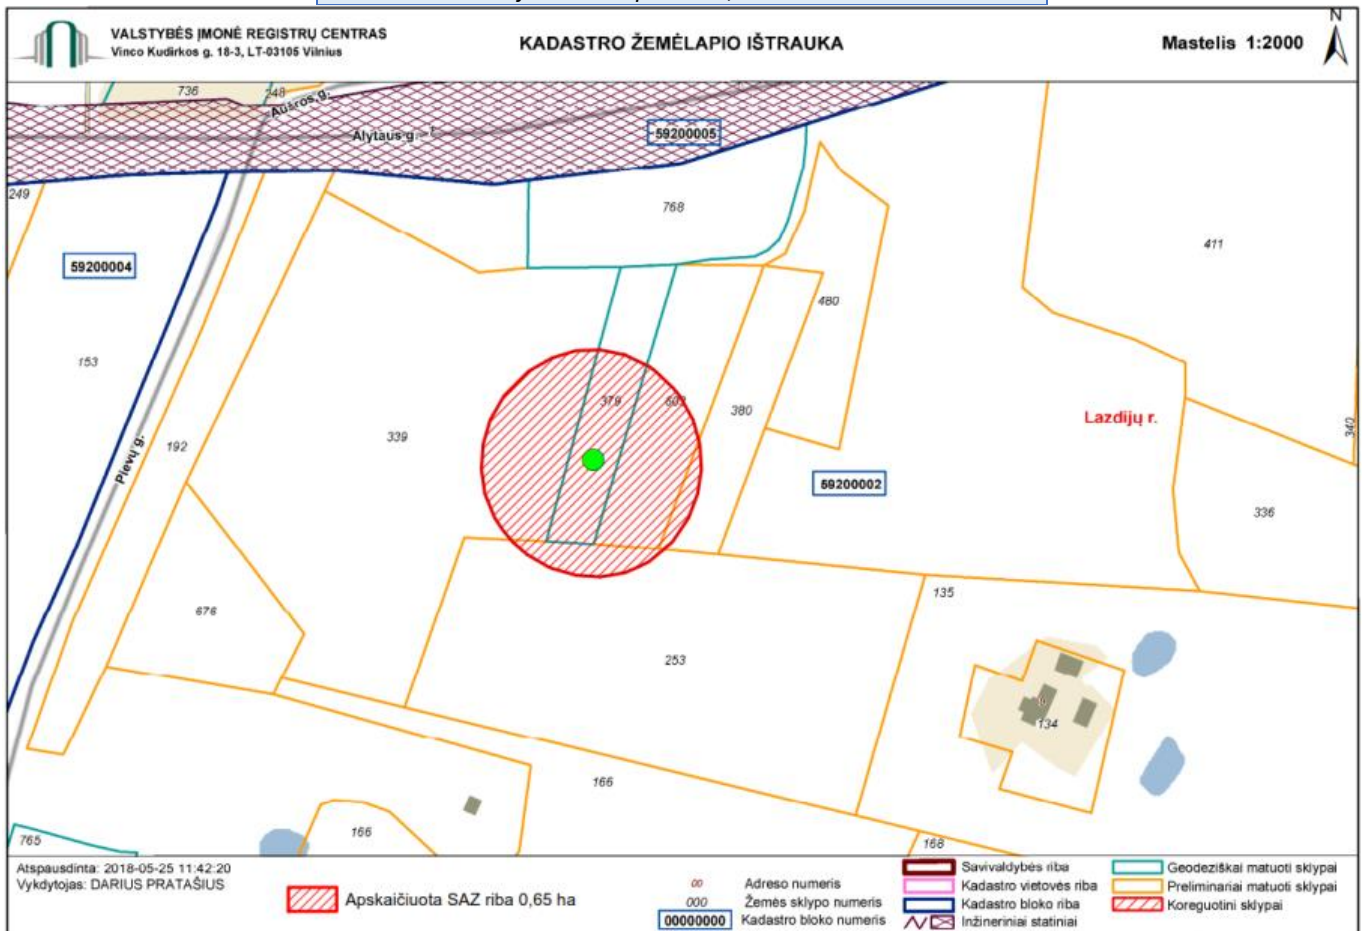 VALSTYBĖS ĮMONĖ REGISTRŲ CENTRAS
Vinco Kudirkos g. 18-3, LT-03105 Vilnius
KADASTRO ŽEMĖLAPIO IŠTRAUKA
Mastelis 1:2000
N
736
248
Aušros g.
Alytaus g.
59200005
249
768
411
59200004
480
153
379
603
380
339
Lazdijų r.
340
192
Pievų g.
59200002
336
676
135
253
134
166
166
765
168
Atspausdinta: 2018-05-25 11:42:20
Vykdytojas: DARIUS PRATAŠIUS
Apskaičiuota SAZ riba 0,65 ha
00 Adreso numeris
000 Žemės sklypo numeris
00000000 Kadastro bloko numeris
Savivaldybės riba
Kadastro vietovės riba
Kadastro bloko riba
Inžineriniai statiniai
Geodeziškai matuoti sklypai
Preliminariai matuoti sklypai
Koreguotini sklypai